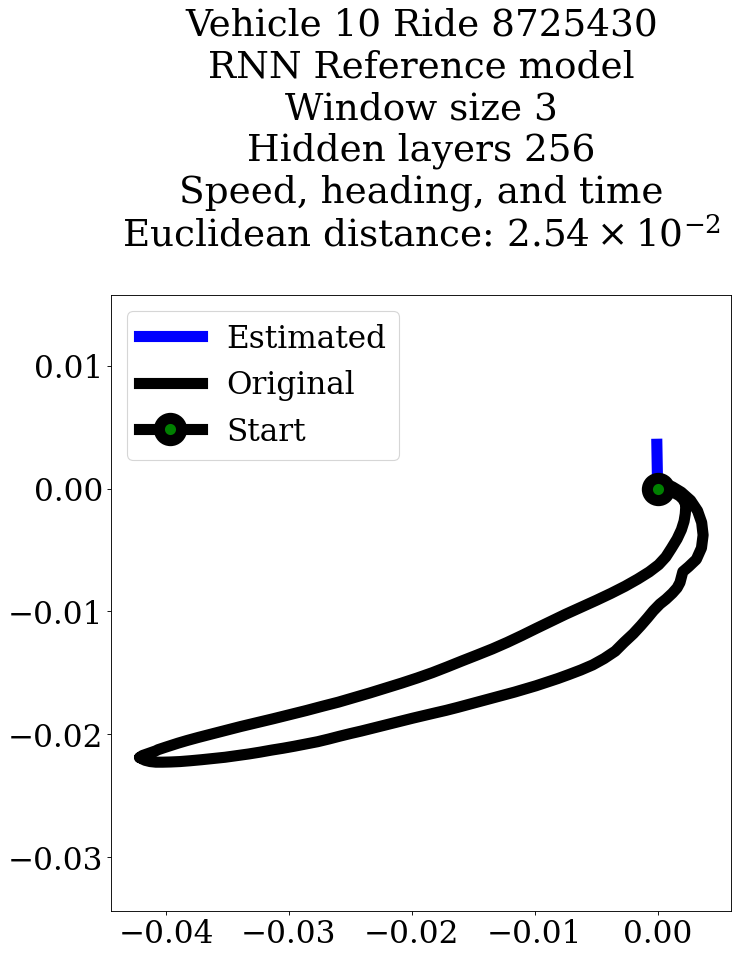 Vehicle 10 Ride 8725430
RNN Reference model
Window size 3
Hidden layers 256
Speed, heading, and time
Euclidean distance: 2.54 × 10⁻²
Estimated
Original
Start
0.01
0.00
−0.01
−0.02
−0.03
−0.04 −0.03 −0.02 −0.01 0.00